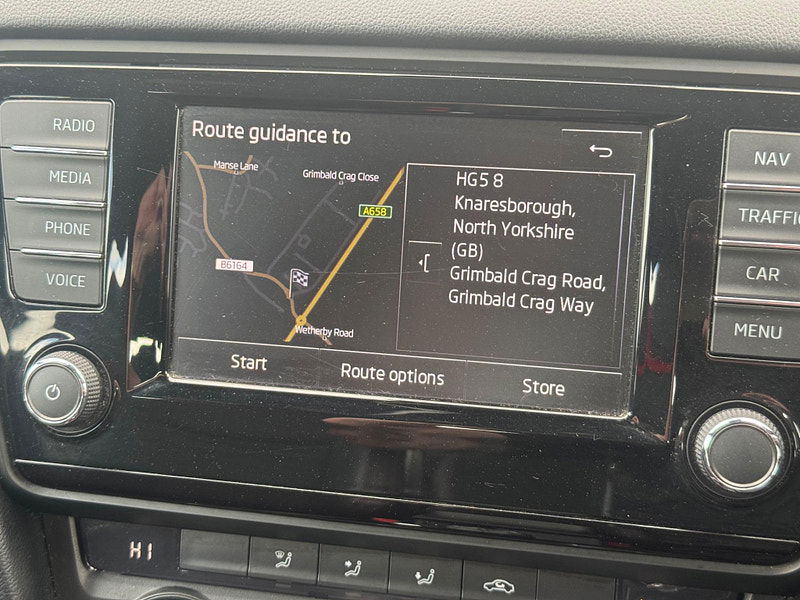 RADIO
MEDIA
PHONE
VOICE
Route guidance to
Manse Lane
Grimbald Crag Close
A658
B6164
Wetherby Road
HG5 8
Knaresborough,
North Yorkshire
(GB)
Grimbald Crag Road,
Grimbald Crag Way
Start
Route options
Store
NAV
TRAFFIC
CAR
MENU
HI